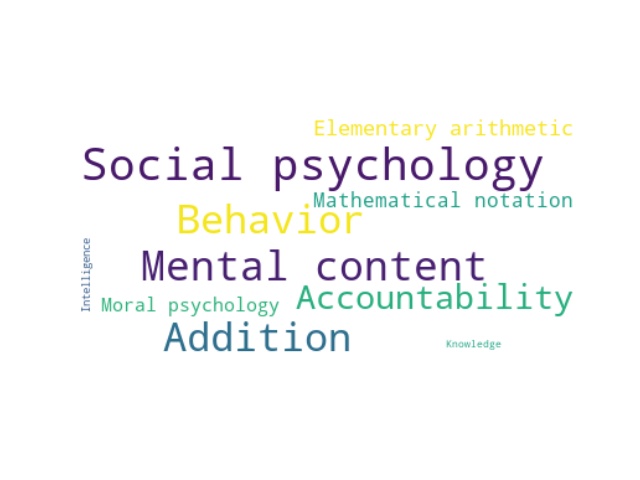 Elementary arithmetic
Social psychology
Mathematical notation
Behavior
Mental content
Intelligence
Moral psychology
Accountability
Addition
Knowledge